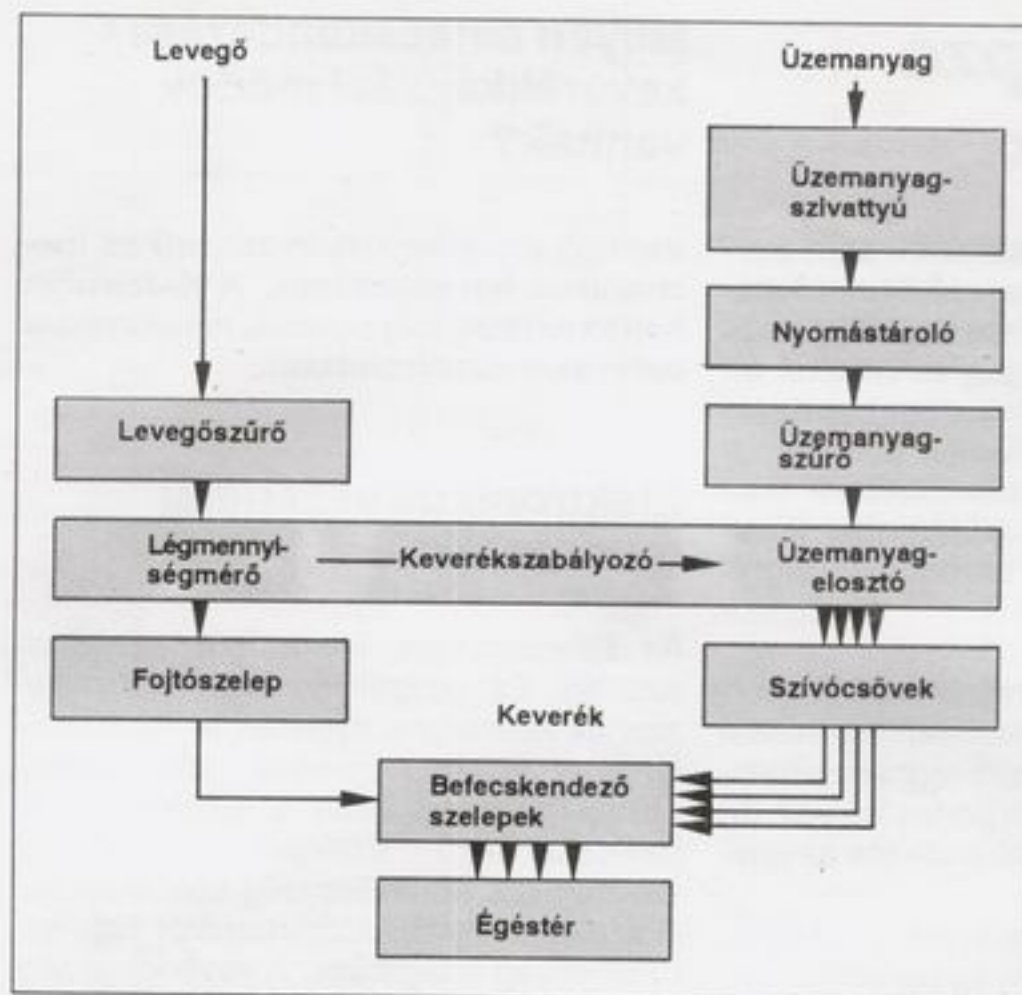 Levegő
Üzemanyag
Üzemanyag-
szivattyú
Nyomástároló
Levegőszűrő
Üzemanyag-
szűrő
Légmennyi-
ségmérő
Keverékszabályozó
Üzemanyag-
elosztó
Fojtószelep
Szívócsövek
Keverék
Befecskendező
szelepek
Égéstér